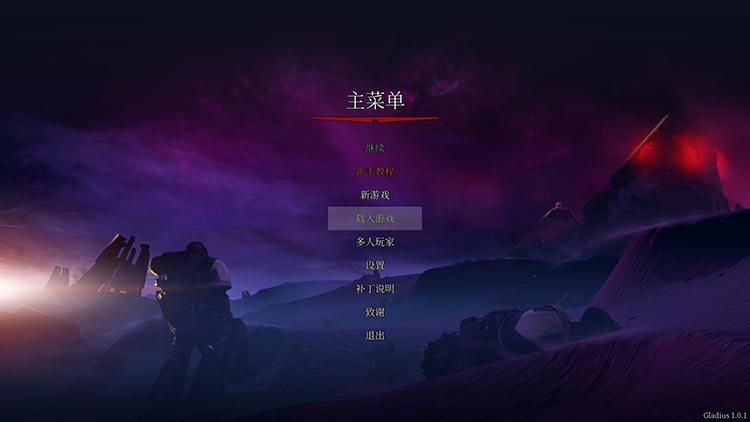 主菜单
继续
新手教程
新游戏
载入游戏
多人玩家
设置
补丁说明
致谢
退出
Gladius 1.0.1